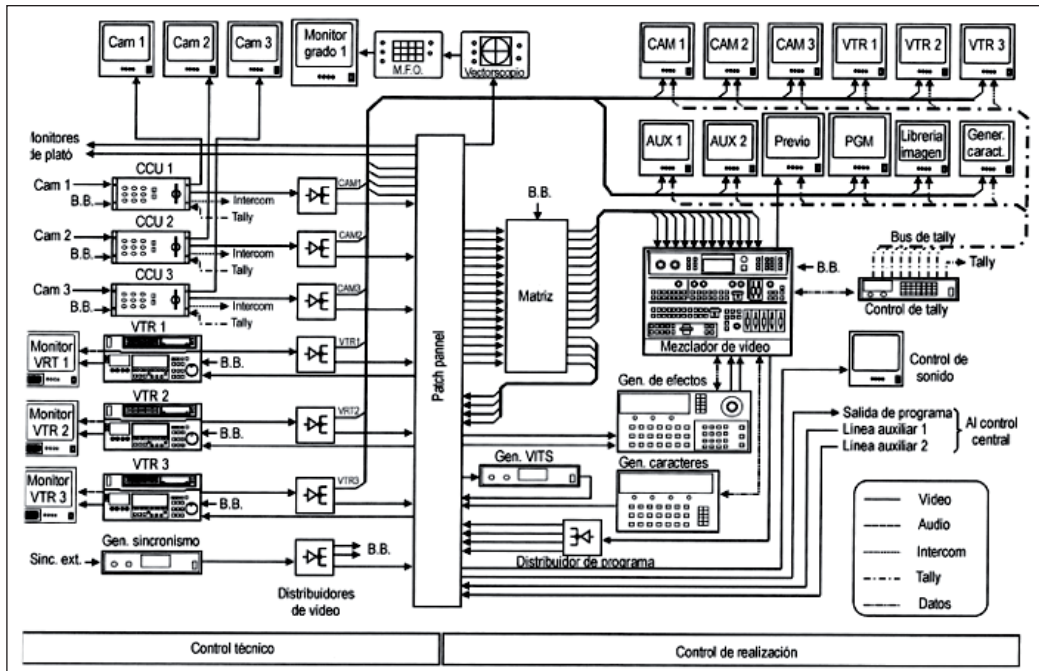 Cam 1
Cam 2
Cam 3
Monitor
grado 1
M.F.O.
Vectorscopio
CAM 1
CAM 2
CAM 3
VTR 1
VTR 2
VTR 3
AUX 1
AUX 2
Previo
PGM
Libreria
imagen
Gener.
caract.
Monitores
de plató
CCU 1
Cam 1
B.B.
Intercom
Tally
CAM1
CCU 2
Cam 2
B.B.
Intercom
Tally
CAM2
CCU 3
Cam 3
B.B.
Intercom
Tally
CAM3
VTR 1
Monitor
VRT 1
B.B.
VTR1
VTR 2
Monitor
VTR 2
B.B.
VRT2
VTR 3
Monitor
VTR 3
B.B.
VTR3
Gen. sincronismo
Sinc. ext.
B.B.
Distribuidores
de video
Patch pannel
B.B.
Matriz
B.B.
Mezclador de video
Bus de tally
Tally
Control de tally
Control de
sonido
Gen. de efectos
Gen. VITS
Gen. caracteres
Distribuidor de programa
Salida de programa
Linea auxiliar 1
Linea auxiliar 2
Al control
central
Video
Audio
Intercom
Tally
Datos
Control técnico
Control de realización